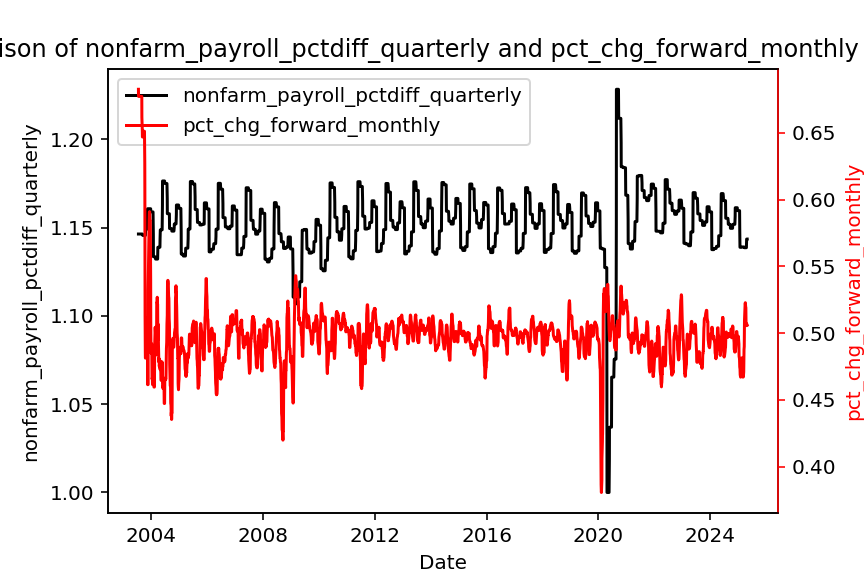 ison of nonfarm_payroll_pctdiff_quarterly and pct_chg_forward_monthly
nonfarm_payroll_pctdiff_quarterly
pct_chg_forward_monthly
nonfarm_payroll_pctdiff_quarterly
1.20
1.15
1.10
1.05
1.00
0.65
0.60
0.55
0.50
0.45
0.40
pct_chg_forward_monthly
2004 2008 2012 2016 2020 2024
Date